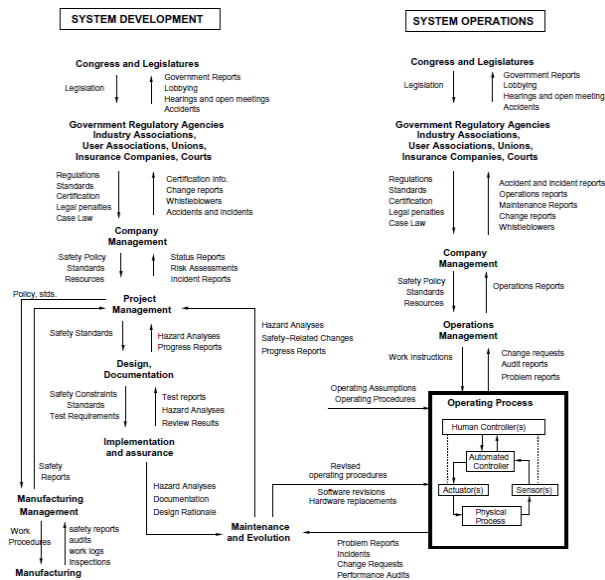 SYSTEM DEVELOPMENT
Congress and Legislatures
Legislation
Government Reports
Lobbying
Hearings and open meetings
Accidents
Government Regulatory Agencies
Industry Associations,
User Associations, Unions,
Insurance Companies, Courts
Regulations
Standards
Certification
Legal penalties
Case Law
Certification Info.
Change reports
Whistleblowers
Accidents and incidents
Company
Management
Safety Policy
Standards
Resources
Status Reports
Risk Assessments
Incident Reports
Policy, stds.
Project
Management
Safety Standards
Hazard Analyses
Progress Reports
Design,
Documentation
Safety Constraints
Standards
Test Requirements
Test reports
Hazard Analyses
Review Results
Implementation
and assurance
Safety
Reports
Hazard Analyses
Documentation
Design Rationale
Manufacturing
Management
Work
Procedures
safety reports
audits
work logs
inspections
Manufacturing
Hazard Analyses
Safety-Related Changes
Progress Reports
Maintenance
and Evolution
SYSTEM OPERATIONS
Congress and Legislatures
Legislation
Government Reports
Lobbying
Hearings and open meetings
Accidents
Government Regulatory Agencies
Industry Associations,
User Associations, Unions,
Insurance Companies, Courts
Regulations
Standards
Certification
Legal penalties
Case Law
Accident and incident reports
Operations reports
Maintenance Reports
Change reports
Whistleblowers
Company
Management
Safety Policy
Standards
Resources
Operations Reports
Operations
Management
Work Instructions
Change requests
Audit reports
Problem reports
Operating Assumptions
Operating Procedures
Operating Process
Human Controller(s)
Automated
Controller
Actuator(s)
Sensor(s)
Physical
Process
Revised
operating procedures
Software revisions
Hardware replacements
Problem Reports
Incidents
Change Requests
Performance Audits